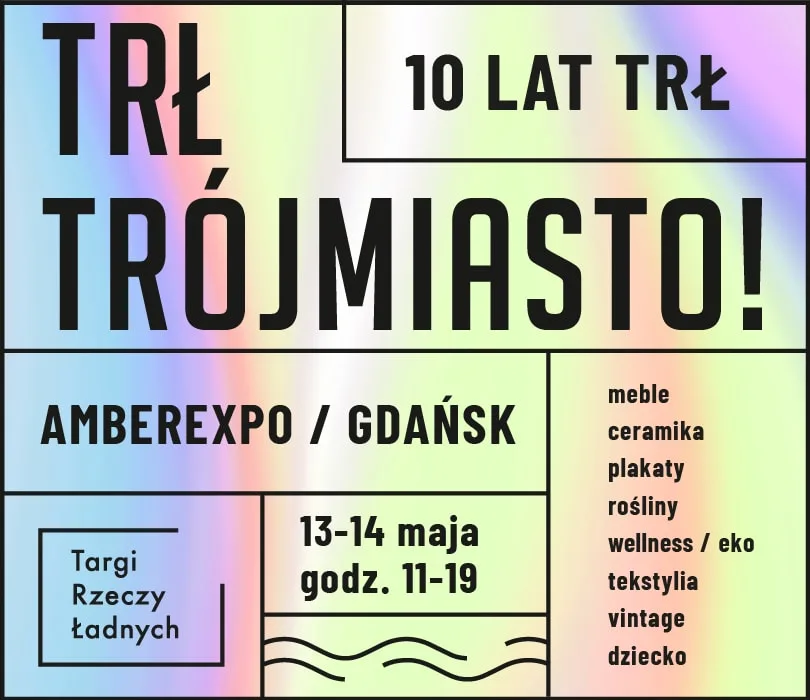 TRŁ
10 LAT TRŁ
TRÓJMIASTO!
AMBEREXPO / GDAŃSK
13-14 maja
godz. 11-19
Targi
Rzeczy
Ładnych
meble
ceramika
plakaty
rośliny
wellness / eko
tekstylia
vintage
dziecko